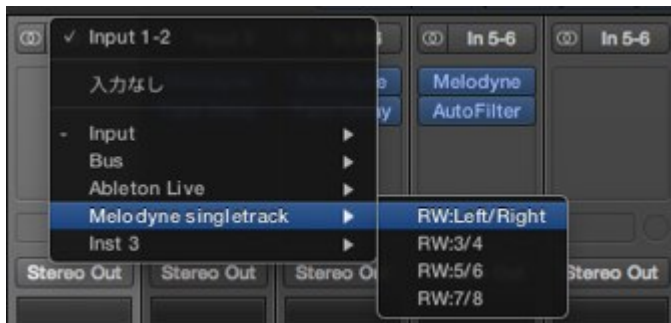 Input 1-2
In 5-6
In 5-6
入力なし
Melodyne
AutoFilter
Input
Bus
Ableton Live
Melodyne singletrack
RW:Left/Right
Inst 3
RW:3/4
RW:5/6
RW:7/8
Stereo Out
Stereo Out
Stereo Ou
Stereo Out